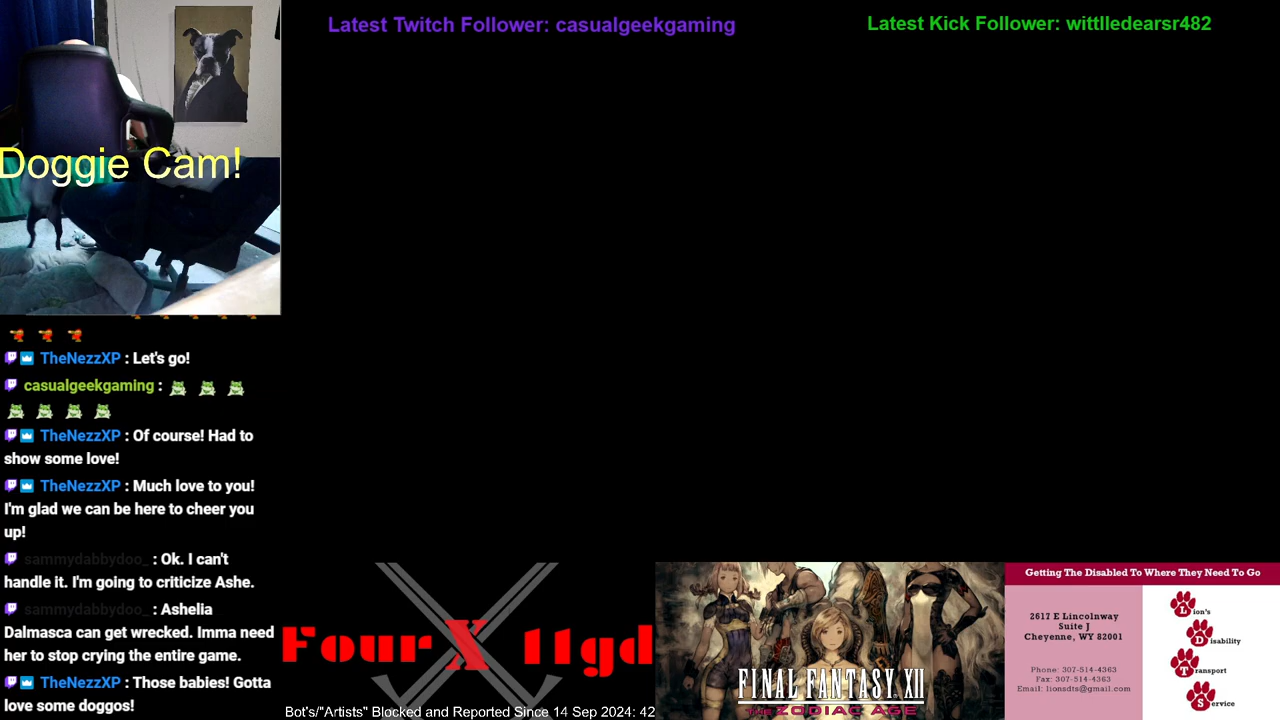 Latest Twitch Follower: casualgeekgaming
Latest Kick Follower: wittlledearsr482
Doggie Cam!
TheNezzXP : Let's go!
casualgeekgaming :
TheNezzXP : Of course! Had to
show some love!
TheNezzXP : Much love to you!
I'm glad we can be here to cheer you
up!
sammydabbydoo_ : Ok. I can't
handle it. I'm going to criticize Ashe.
sammydabbydoo_ : Ashelia
Dalmasca can get wrecked. Imma need
her to stop crying the entire game.
TheNezzXP : Those babies! Gotta
love some doggos!
Four X 11gd
Bot's/"Artists" Blocked and Reported Since 14 Sep 2024: 42
FINAL FANTASY XII
THE ZODIAC AGE
Getting The Disabled To Where They Need To Go
2617 E Lincolnway
Suite J
Cheyenne, WY 82001
Phone: 307-514-4363
Fax: 307-514-4363
Email: lionsdts@gmail.com
Lion's
Disability
Transport
Service